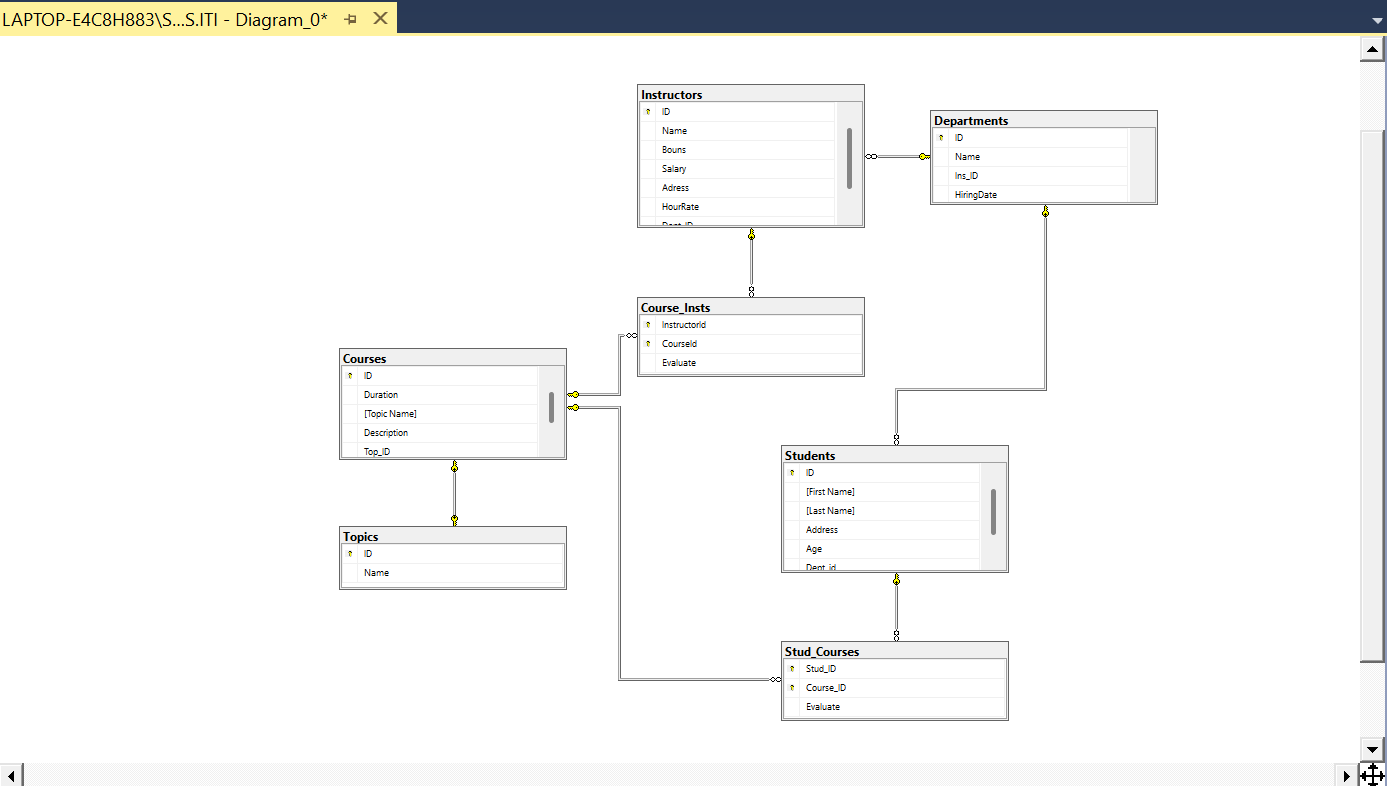 LAPTOP-E4C8H883\S...S.ITI - Diagram_0*
Instructors
ID
Name
Bouns
Salary
Adress
HourRate
Dept_ID
Departments
ID
Name
Ins_ID
HiringDate
Course_Insts
InstructorId
CourseId
Evaluate
Courses
ID
Duration
[Topic Name]
Description
Top_ID
Students
ID
[First Name]
[Last Name]
Address
Age
Dept_id
Topics
ID
Name
Stud_Courses
Stud_ID
Course_ID
Evaluate